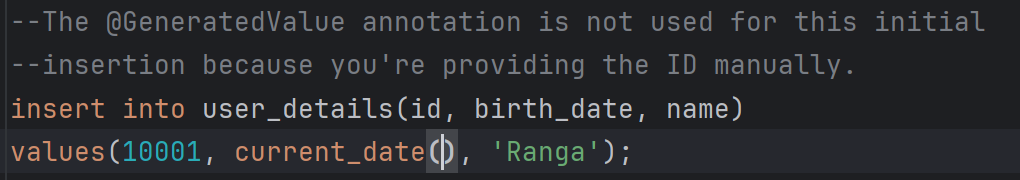 --The @GeneratedValue annotation is not used for this initial
--insertion because you're providing the ID manually.
insert into user_details(id, birth_date, name)
values(10001, current_date(), 'Ranga');